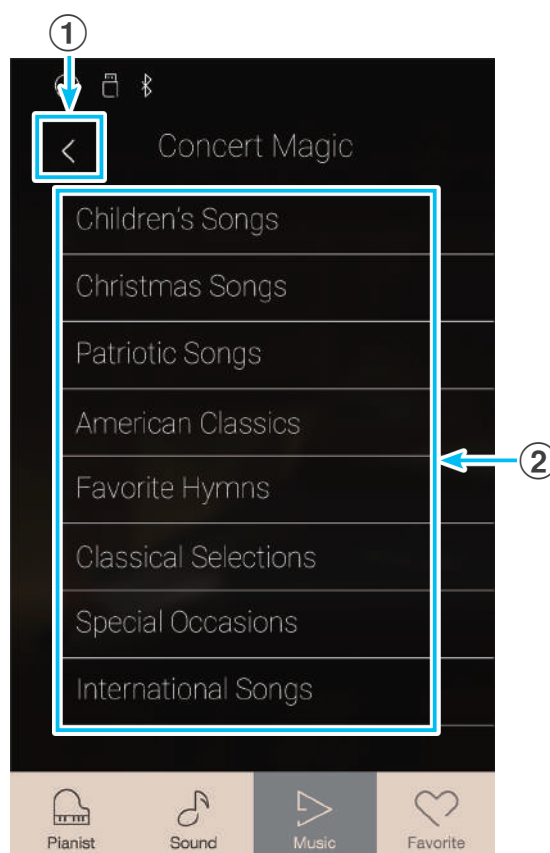 ①
Concert Magic
Children's Songs
Christmas Songs
Patriotic Songs
American Classics
②
Favorite Hymns
Classical Selections
Special Occasions
International Songs
Pianist Sound Music Favorite